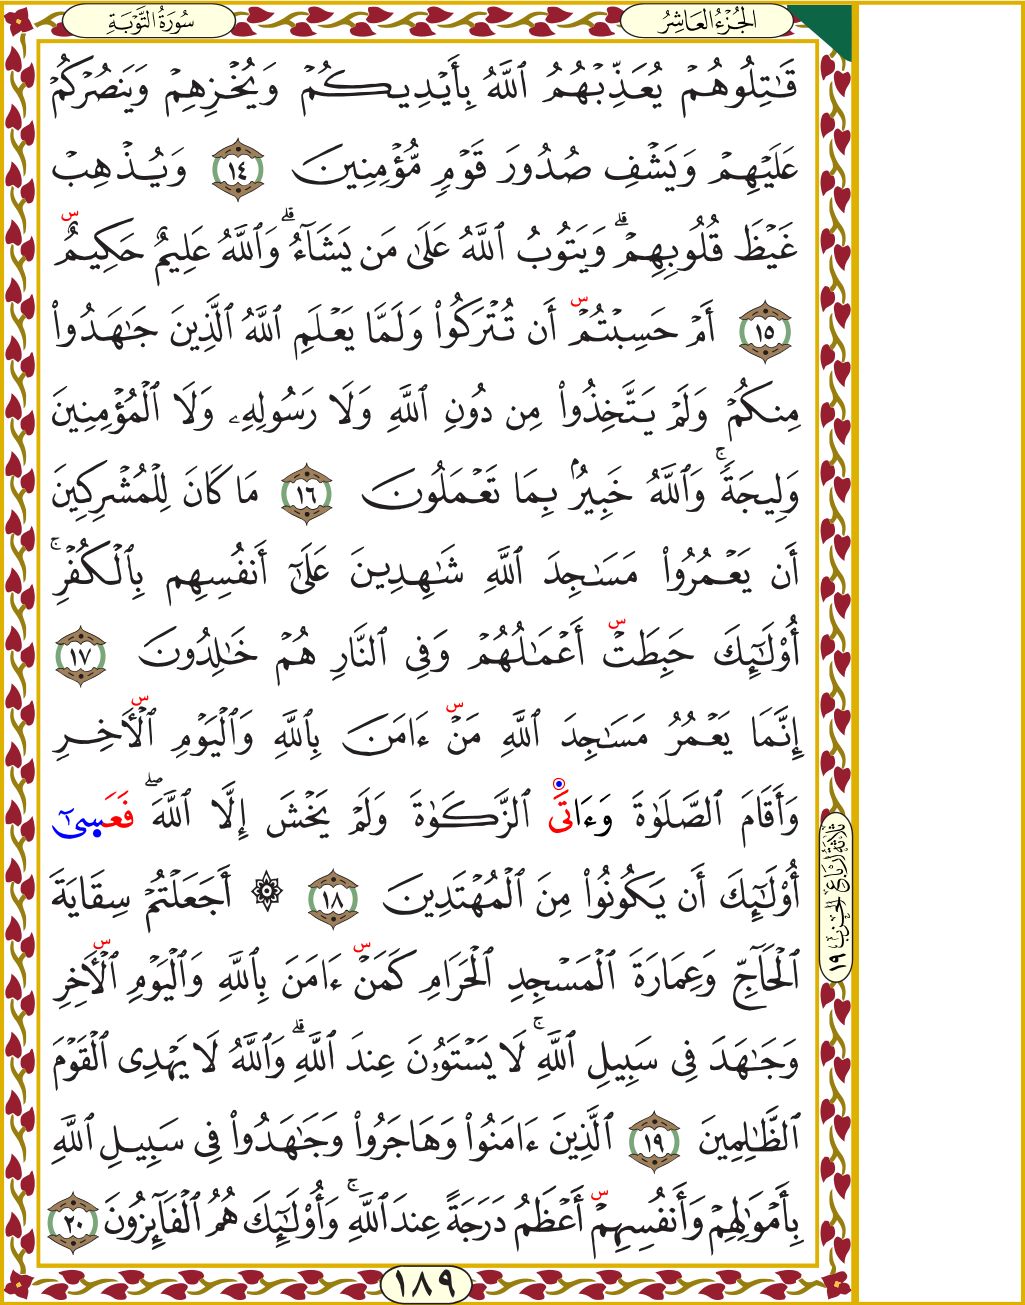 الجُزْءُ العَاشِرُ
سُورَةُ التَّوْبَةِ
قَٰتِلُوهُمْ يُعَذِّبْهُمُ ٱللَّهُ بِأَيْدِيكُمْ وَيُخْزِهِمْ وَيَنصُرْكُمْ
عَلَيْهِمْ وَيَشْفِ صُدُورَ قَوْمٍ مُّؤْمِنِينَ ١٤ وَيُذْهِبْ
غَيْظَ قُلُوبِهِمْ ۗ وَيَتُوبُ ٱللَّهُ عَلَىٰ مَن يَشَآءُ ۗ وَٱللَّهُ عَلِيمٌ حَكِيمٌ س
١٥ أَمْ حَسِبْتُمْ س أَن تُتْرَكُوا۟ وَلَمَّا يَعْلَمِ ٱللَّهُ ٱلَّذِينَ جَٰهَدُوا۟
مِنكُمْ وَلَمْ يَتَّخِذُوا۟ مِن دُونِ ٱللَّهِ وَلَا رَسُولِهِۦ وَلَا ٱلْمُؤْمِنِينَ
وَلِيجَةً ۚ وَٱللَّهُ خَبِيرٌۢ بِمَا تَعْمَلُونَ ١٦ مَا كَانَ لِلْمُشْرِكِينَ
أَن يَعْمُرُوا۟ مَسَٰجِدَ ٱللَّهِ شَٰهِدِينَ عَلَىٰٓ أَنفُسِهِم بِٱلْكُفْرِ ۚ
أُو۟لَٰٓئِكَ حَبِطَتْ س أَعْمَٰلُهُمْ وَفِى ٱلنَّارِ هُمْ خَٰلِدُونَ ١٧
إِنَّمَا يَعْمُرُ مَسَٰجِدَ ٱللَّهِ مَنْ س ءَامَنَ بِٱللَّهِ وَٱلْيَوْمِ ٱلْـَٔاخِرِ س
وَأَقَامَ ٱلصَّلَوٰةَ وَءَاتَى ٱلزَّكَوٰةَ وَلَمْ يَخْشَ إِلَّا ٱللَّهَ ۖ فَعَسَىٰٓ
أُو۟لَٰٓئِكَ أَن يَكُونُوا۟ مِنَ ٱلْمُهْتَدِينَ ١٨ ۞ أَجَعَلْتُمْ سِقَايَةَ
ٱلْحَآجِّ وَعِمَارَةَ ٱلْمَسْجِدِ ٱلْحَرَامِ كَمَنْ س ءَامَنَ بِٱللَّهِ وَٱلْيَوْمِ ٱلْـَٔاخِرِ س
وَجَٰهَدَ فِى سَبِيلِ ٱللَّهِ ۚ لَا يَسْتَوُۥنَ عِندَ ٱللَّهِ ۗ وَٱللَّهُ لَا يَهْدِى ٱلْقَوْمَ
ٱلظَّٰلِمِينَ ١٩ ٱلَّذِينَ ءَامَنُوا۟ وَهَاجَرُوا۟ وَجَٰهَدُوا۟ فِى سَبِيلِ ٱللَّهِ
بِأَمْوَٰلِهِمْ وَأَنفُسِهِمْ س أَعْظَمُ دَرَجَةً عِندَ ٱللَّهِ ۚ وَأُو۟لَٰٓئِكَ هُمُ ٱلْفَآئِزُونَ ٢٠
ثلاثة أرباع الحزب ١٩
١٨٩